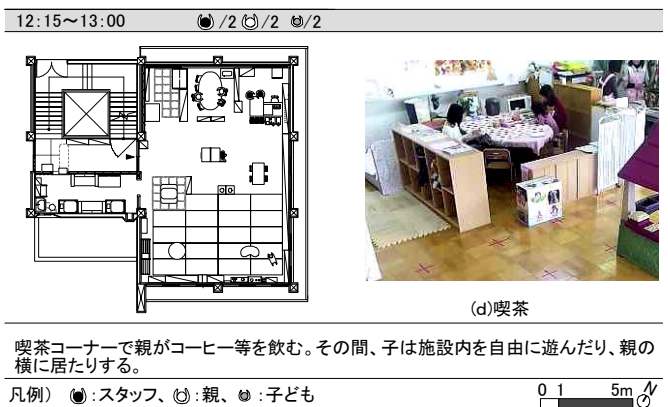 12:15～13:00 /2 /2 /2
(d)喫茶
喫茶コーナーで親がコーヒー等を飲む。その間、子は施設内を自由に遊んだり、親の
横に居たりする。
凡例） :スタッフ、 :親、 :子ども
0 1 5m N